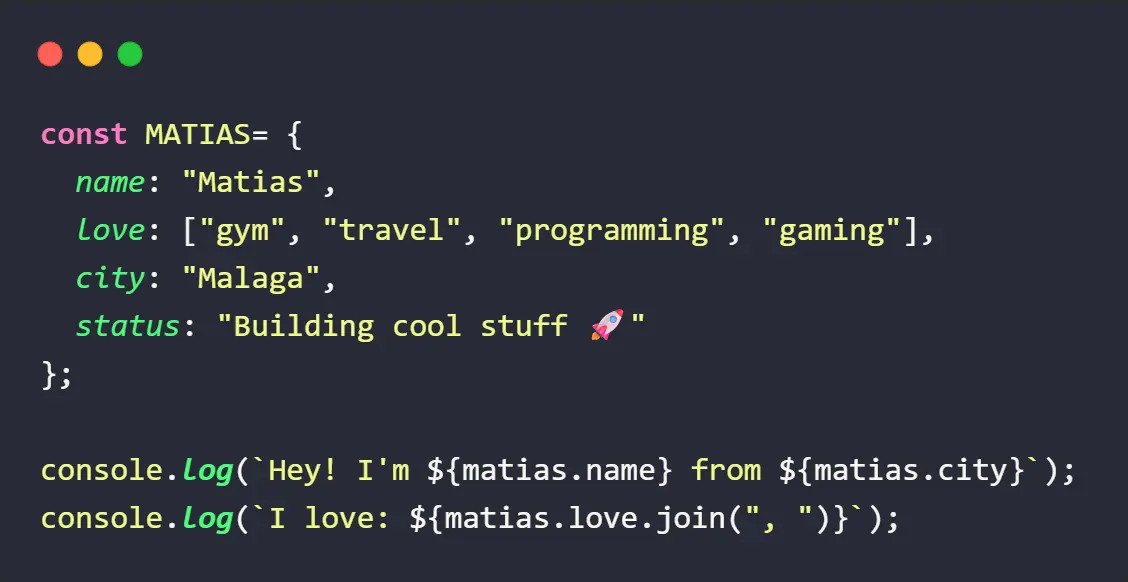 const MATIAS= {
  name: "Matias",
  love: ["gym", "travel", "programming", "gaming"],
  city: "Malaga",
  status: "Building cool stuff 🚀"
};
console.log(`Hey! I'm ${matias.name} from ${matias.city}`);
console.log(`I love: ${matias.love.join(", ")}`);